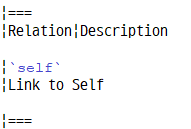 ¦===
¦Relation¦Description
¦`self`
¦Link to Self
¦===